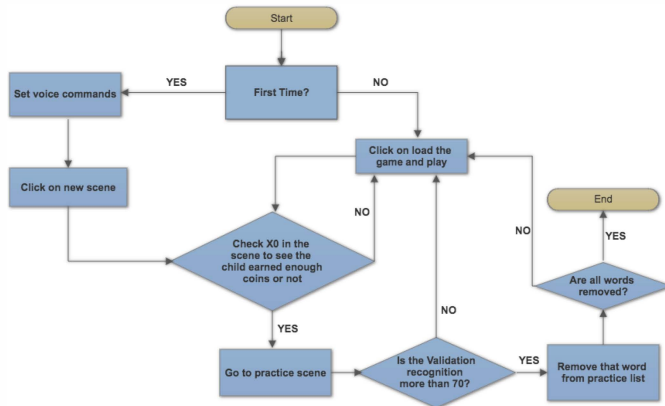 Start
First Time?
YES
NO
Set voice commands
Click on new scene
Click on load the
game and play
NO
Check X0 in the
scene to see the
child earned enough
coins or not
YES
Go to practice scene
NO
Is the Validation
recognition
more than 70?
YES
Remove that word
from practice list
Are all words
removed?
NO
YES
End